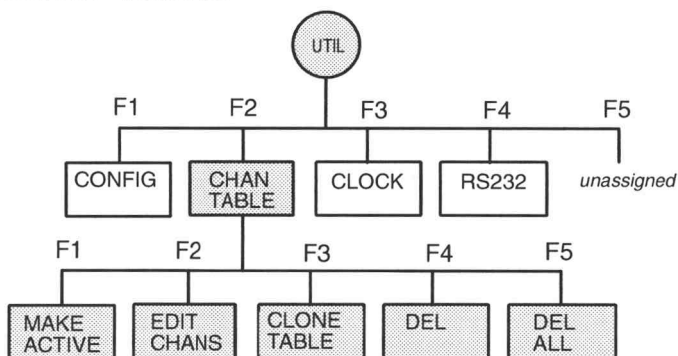 UTIL
F1 F2 F3 F4 F5
CONFIG CHAN TABLE CLOCK RS232 unassigned
F1 F2 F3 F4 F5
MAKE ACTIVE EDIT CHANS CLONE TABLE DEL DEL ALL